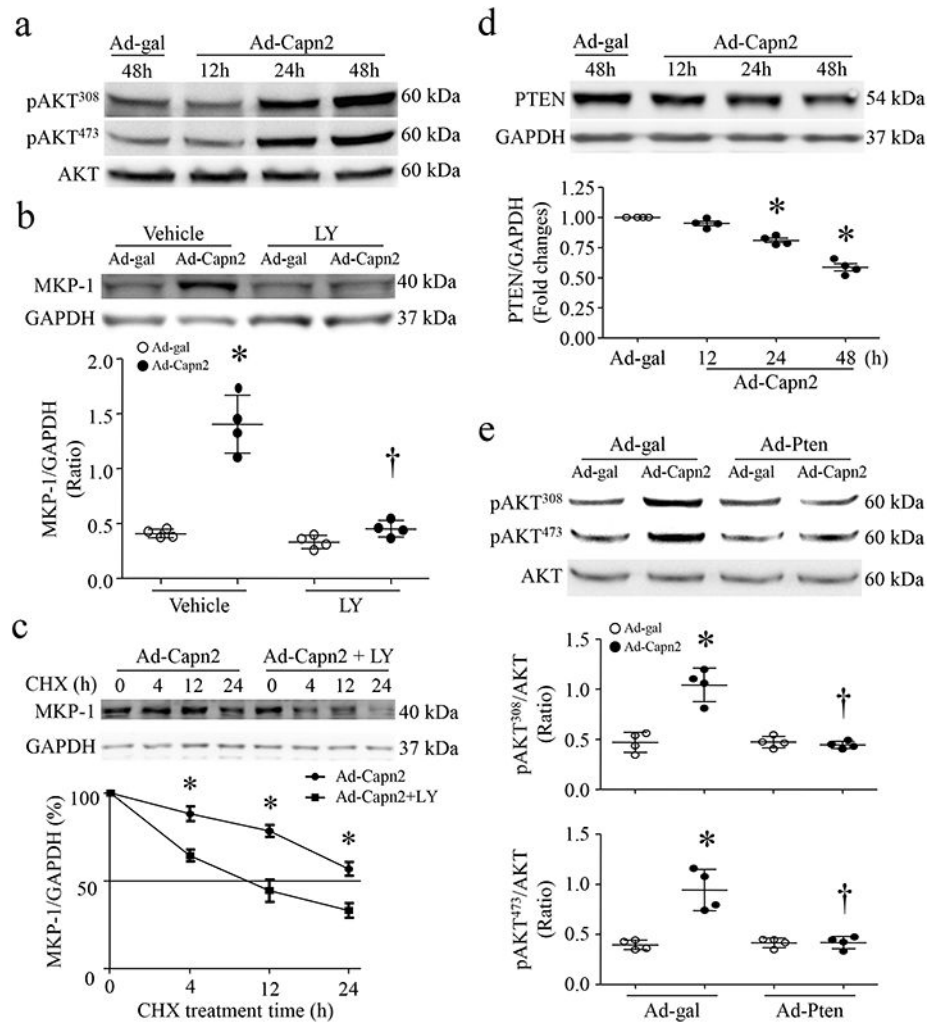 a
Ad-gal Ad-Capn2
48h 12h 24h 48h
pAKT³⁰⁸ 60 kDa
pAKT⁴⁷³ 60 kDa
AKT 60 kDa
b
Vehicle LY
Ad-gal Ad-Capn2 Ad-gal Ad-Capn2
MKP-1 40 kDa
GAPDH 37 kDa
MKP-1/GAPDH
(Ratio)
2.0
1.5
1.0
0.5
0.0
Ad-gal
Ad-Capn2
*
†
Vehicle LY
c
Ad-Capn2 Ad-Capn2 + LY
CHX (h) 0 4 12 24 0 4 12 24
MKP-1 40 kDa
GAPDH 37 kDa
MKP-1/GAPDH (%)
100
50
0
Ad-Capn2
Ad-Capn2+LY
* * *
0 4 12 24
CHX treatment time (h)
d
Ad-gal Ad-Capn2
48h 12h 24h 48h
PTEN 54 kDa
GAPDH 37 kDa
PTEN/GAPDH
(Fold changes)
1.25
1.00
0.75
0.50
0.25
0.00
* *
Ad-gal 12 24 48 (h)
Ad-Capn2
e
Ad-gal Ad-Pten
Ad-gal Ad-Capn2 Ad-gal Ad-Capn2
pAKT³⁰⁸ 60 kDa
pAKT⁴⁷³ 60 kDa
AKT 60 kDa
pAKT³⁰⁸/AKT
(Ratio)
1.5
1.0
0.5
0.0
Ad-gal
Ad-Capn2
*
†
pAKT⁴⁷³/AKT
(Ratio)
1.5
1.0
0.5
0.0
*
†
Ad-gal Ad-Pten